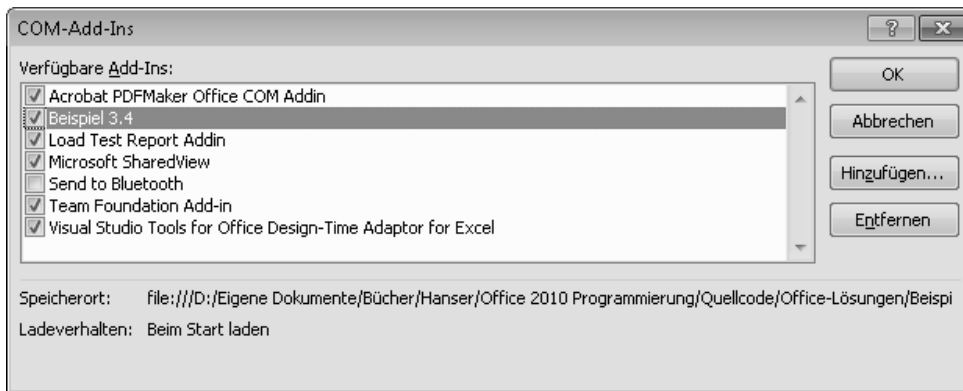 COM-Add-Ins
Verfügbare Add-Ins:
Acrobat PDFMaker Office COM Addin
Beispiel 3.4
Load Test Report Addin
Microsoft SharedView
Send to Bluetooth
Team Foundation Add-in
Visual Studio Tools for Office Design-Time Adaptor for Excel
OK
Abbrechen
Hinzufügen...
Entfernen
Speicherort: file:///D:/Eigene Dokumente/Bücher/Hanser/Office 2010 Programmierung/Quellcode/Office-Lösungen/Beispi
Ladeverhalten: Beim Start laden